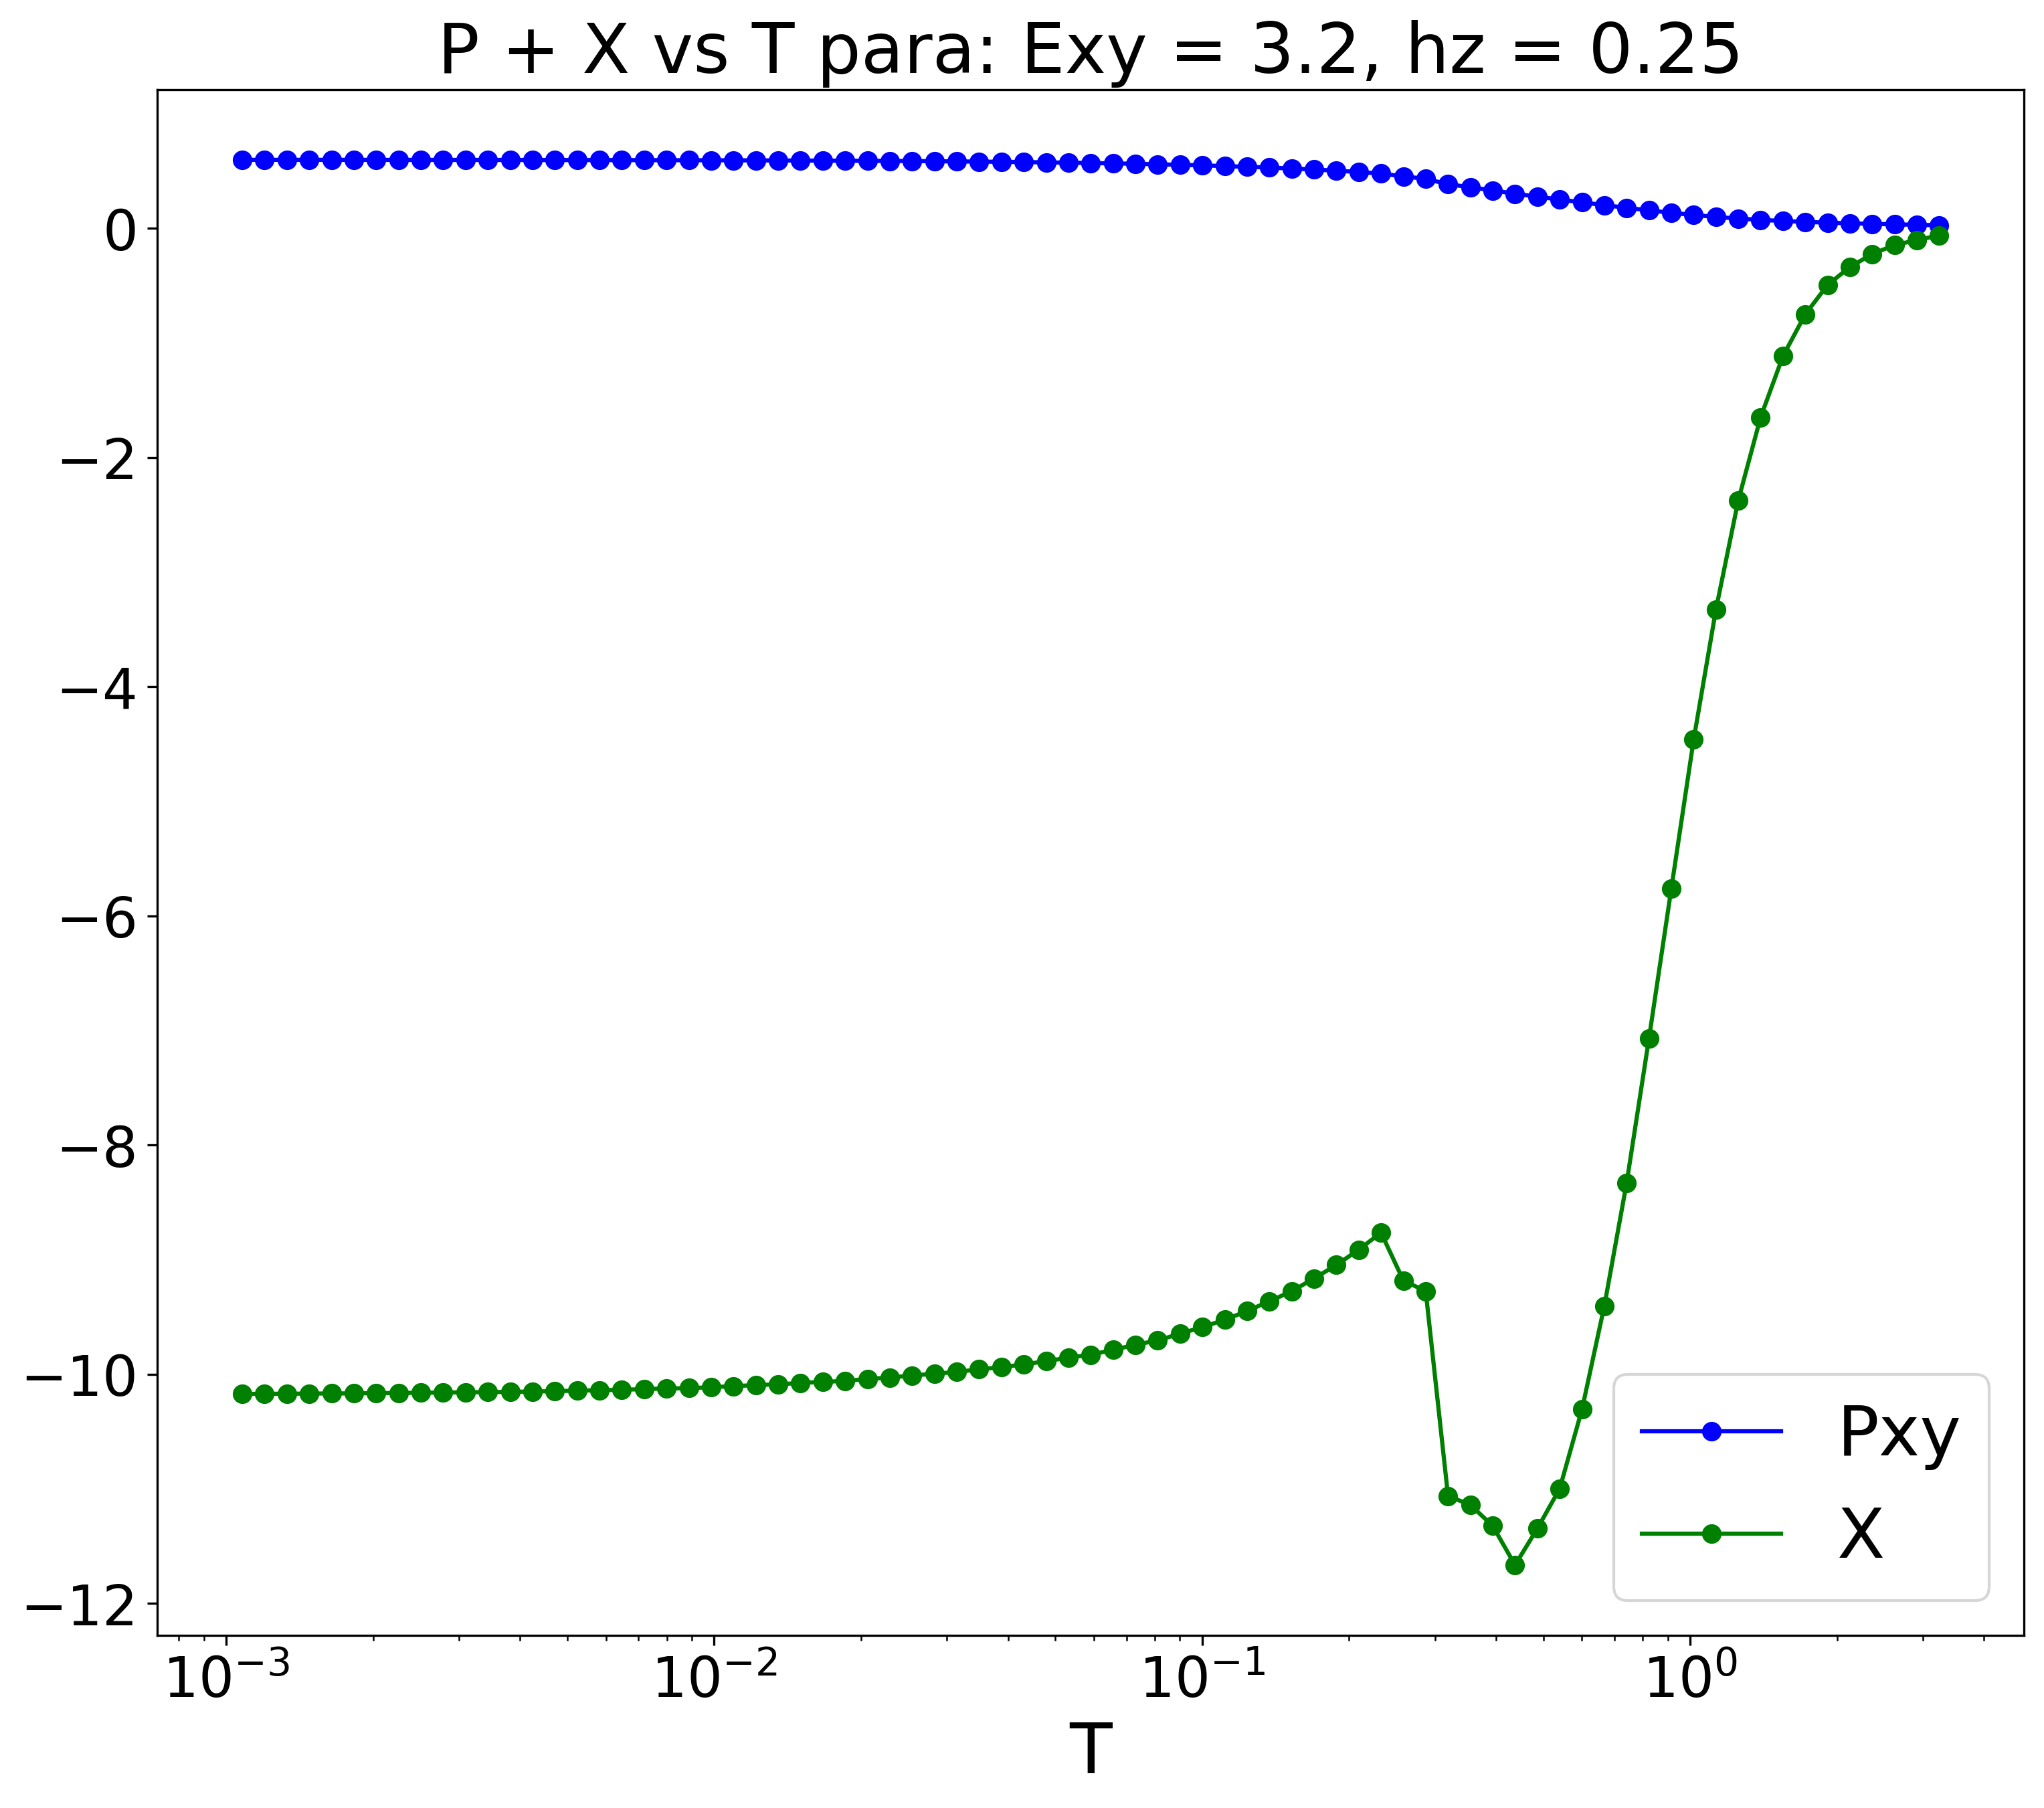 P + X vs T para: Exy = 3.2, hz = 0.25
0
−2
−4
−6
−8
−10
−12
10⁻³ 10⁻² 10⁻¹ 10⁰
T
Pxy
X